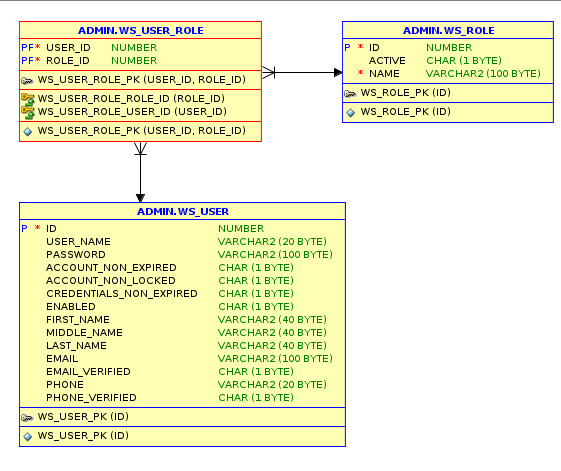 ADMIN.WS_USER_ROLE
PF* USER_ID NUMBER
PF* ROLE_ID NUMBER
WS_USER_ROLE_PK (USER_ID, ROLE_ID)
WS_USER_ROLE_ROLE_ID (ROLE_ID)
WS_USER_ROLE_USER_ID (USER_ID)
WS_USER_ROLE_PK (USER_ID, ROLE_ID)
ADMIN.WS_ROLE
P * ID NUMBER
ACTIVE CHAR (1 BYTE)
* NAME VARCHAR2 (100 BYTE)
WS_ROLE_PK (ID)
WS_ROLE_PK (ID)
ADMIN.WS_USER
P * ID NUMBER
USER_NAME VARCHAR2 (20 BYTE)
PASSWORD VARCHAR2 (100 BYTE)
ACCOUNT_NON_EXPIRED CHAR (1 BYTE)
ACCOUNT_NON_LOCKED CHAR (1 BYTE)
CREDENTIALS_NON_EXPIRED CHAR (1 BYTE)
ENABLED CHAR (1 BYTE)
FIRST_NAME VARCHAR2 (40 BYTE)
MIDDLE_NAME VARCHAR2 (40 BYTE)
LAST_NAME VARCHAR2 (40 BYTE)
EMAIL VARCHAR2 (100 BYTE)
EMAIL_VERIFIED CHAR (1 BYTE)
PHONE VARCHAR2 (20 BYTE)
PHONE_VERIFIED CHAR (1 BYTE)
WS_USER_PK (ID)
WS_USER_PK (ID)